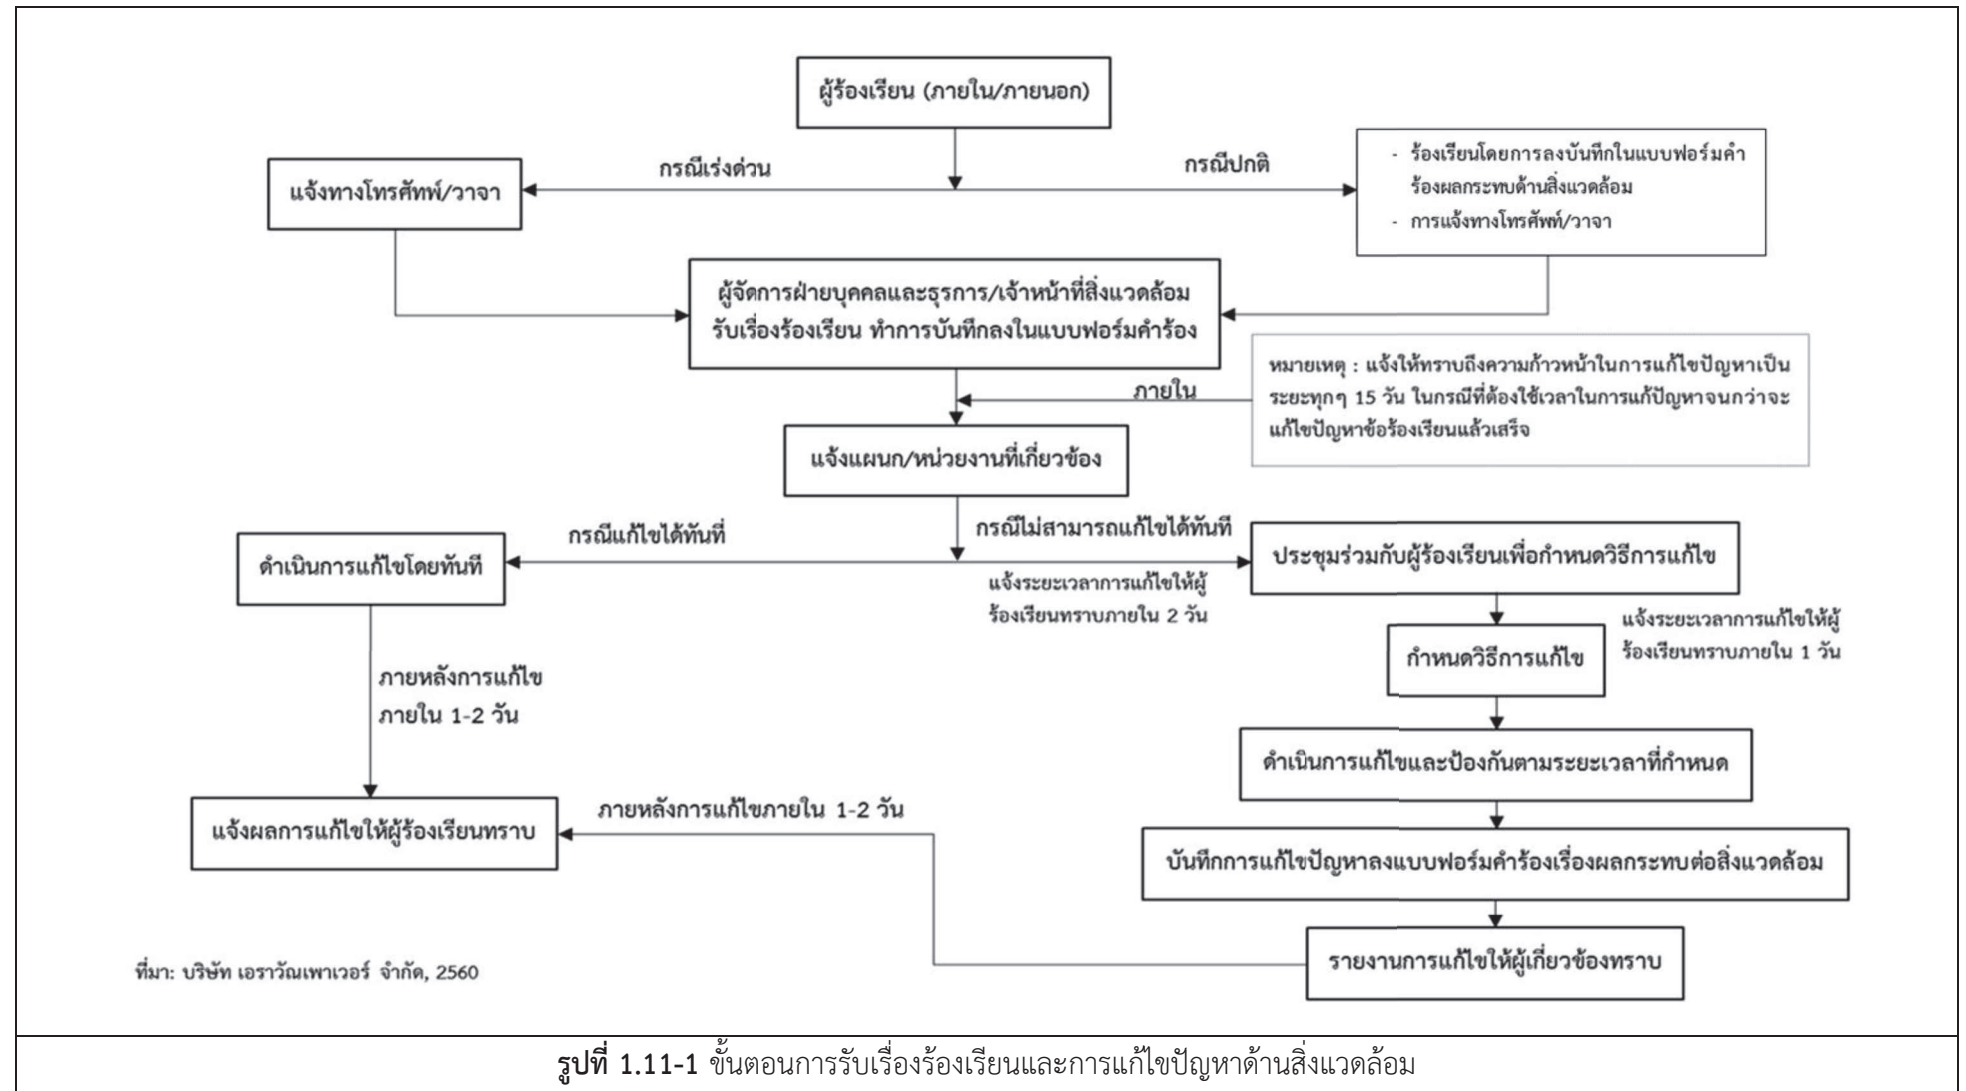 ผู้ร้องเรียน (ภายใน/ภายนอก)
กรณีเร่งด่วน
กรณีปกติ
แจ้งทางโทรศัทพ์/วาจา
- ร้องเรียนโดยการลงบันทึกในแบบฟอร์มคำ
ร้องผลกระทบด้านสิ่งแวดล้อม
- การแจ้งทางโทรศัพท์/วาจา
ผู้จัดการฝ่ายบุคคลและธุรการ/เจ้าหน้าที่สิ่งแวดล้อม
รับเรื่องร้องเรียน ทำการบันทึกลงในแบบฟอร์มคำร้อง
ภายใน
หมายเหตุ : แจ้งให้ทราบถึงความก้าวหน้าในการแก้ไขปัญหาเป็น
ระยะทุกๆ 15 วัน ในกรณีที่ต้องใช้เวลาในการแก้ปัญหาจนกว่าจะ
แก้ไขปัญหาข้อร้องเรียนแล้วเสร็จ
แจ้งแผนก/หน่วยงานที่เกี่ยวข้อง
กรณีแก้ไขได้ทันที่
กรณีไม่สามารถแก้ไขได้ทันที
ดำเนินการแก้ไขโดยทันที
ประชุมร่วมกับผู้ร้องเรียนเพื่อกำหนดวิธีการแก้ไข
แจ้งระยะเวลาการแก้ไขให้ผู้
ร้องเรียนทราบภายใน 2 วัน
แจ้งระยะเวลาการแก้ไขให้ผู้
ร้องเรียนทราบภายใน 1 วัน
กำหนดวิธีการแก้ไข
ภายหลังการแก้ไข
ภายใน 1-2 วัน
ดำเนินการแก้ไขและป้องกันตามระยะเวลาที่กำหนด
ภายหลังการแก้ไขภายใน 1-2 วัน
แจ้งผลการแก้ไขให้ผู้ร้องเรียนทราบ
บันทึกการแก้ไขปัญหาลงแบบฟอร์มคำร้องเรื่องผลกระทบต่อสิ่งแวดล้อม
รายงานการแก้ไขให้ผู้เกี่ยวข้องทราบ
ที่มา: บริษัท เอราวัณเพาเวอร์ จำกัด, 2560
รูปที่ 1.11-1 ขั้นตอนการรับเรื่องร้องเรียนและการแก้ไขปัญหาด้านสิ่งแวดล้อม